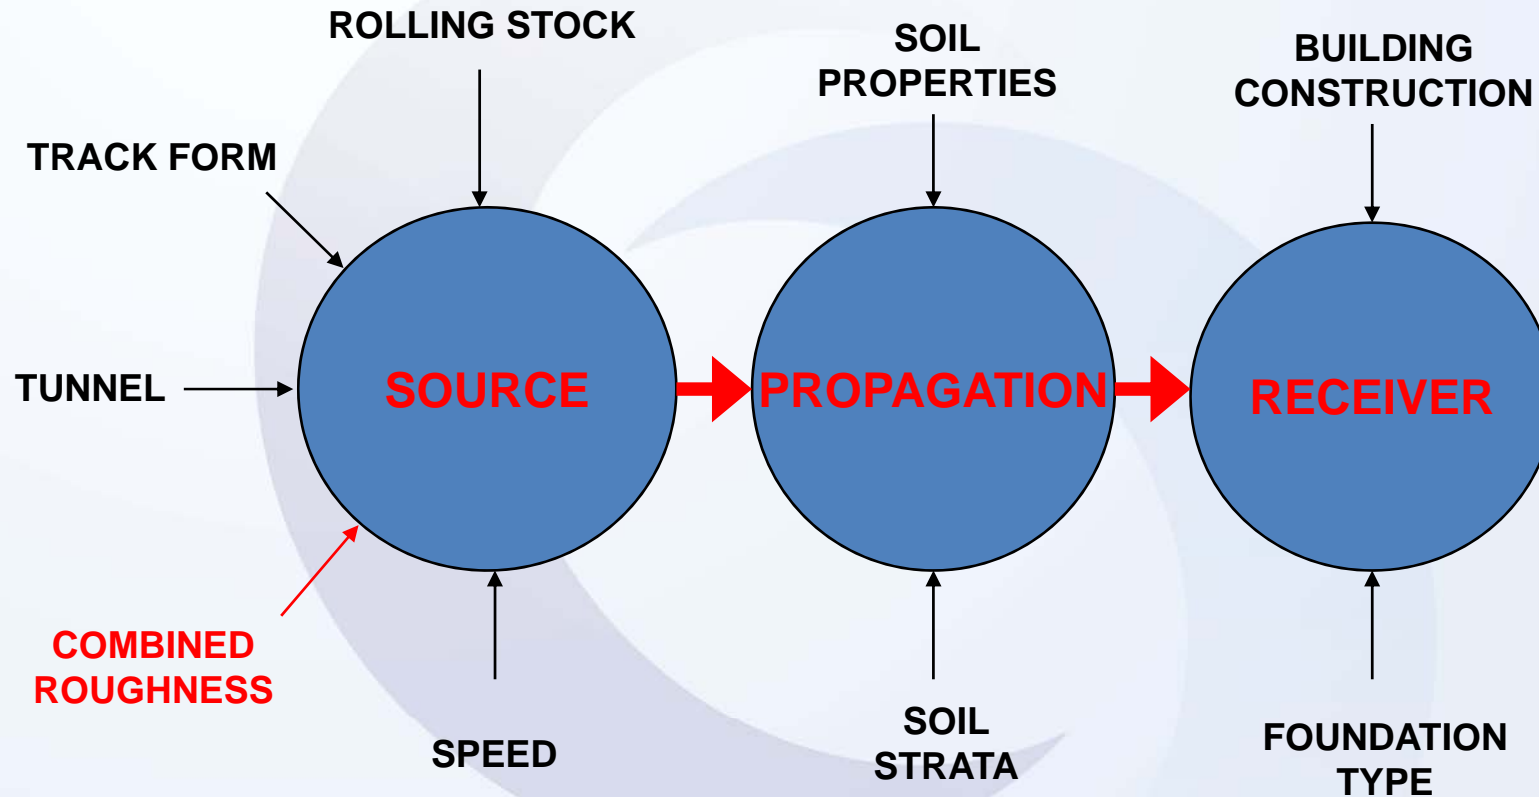 ROLLING STOCK
SOIL
PROPERTIES
BUILDING
CONSTRUCTION
TRACK FORM
TUNNEL
SOURCE
PROPAGATION
RECEIVER
COMBINED
ROUGHNESS
SPEED
SOIL
STRATA
FOUNDATION
TYPE